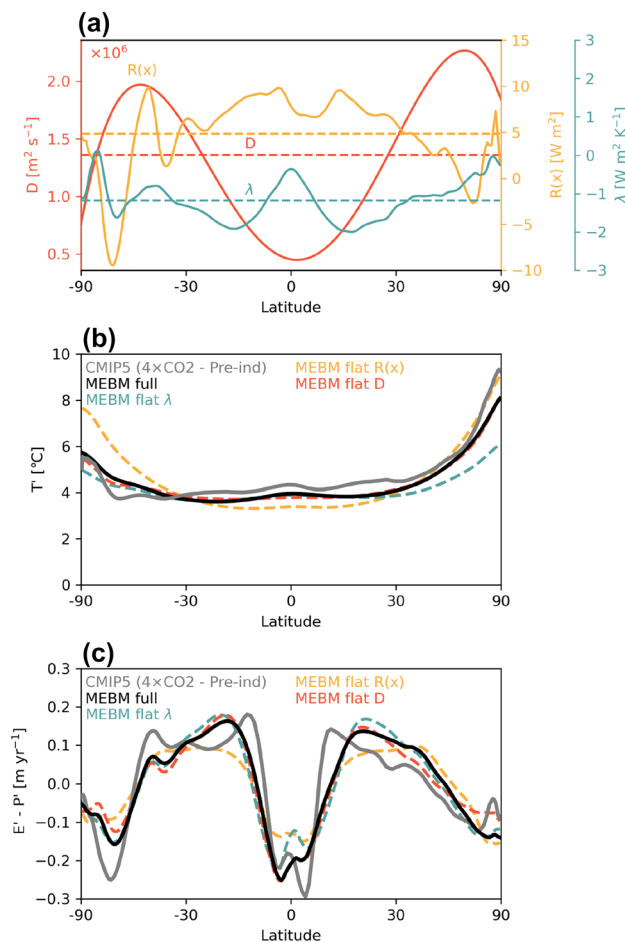 (a)
×10⁶
R(x)
D
λ
2.0
1.5
1.0
0.5
D [m² s⁻¹]
15
10
5
0
−5
−10
R(x) [W m²]
3
2
1
0
−1
−2
−3
λ [W m² K⁻¹]
-90 -30 0 30 90
Latitude
(b)
CMIP5 (4×CO2 - Pre-ind) MEBM flat R(x)
MEBM full MEBM flat D
MEBM flat λ
10
8
6
4
2
0
T' [°C]
-90 -30 0 30 90
Latitude
(c)
CMIP5 (4×CO2 - Pre-ind) MEBM flat R(x)
MEBM full MEBM flat D
MEBM flat λ
0.3
0.2
0.1
0.0
−0.1
−0.2
−0.3
E' - P' [m yr⁻¹]
-90 -30 0 30 90
Latitude